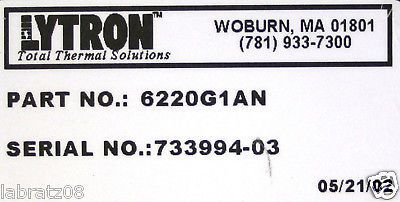 LYTRON™
Total Thermal Solutions
WOBURN, MA 01801
(781) 933-7300
PART NO.: 6220G1AN
SERIAL NO.:733994-03
05/21/02
labratz08